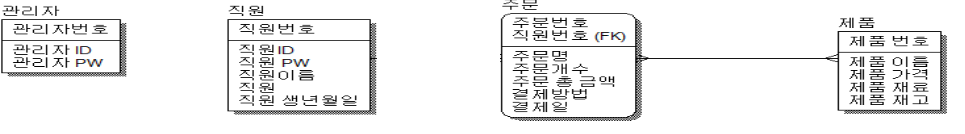 관리자
관리자번호
관리자 ID
관리자 PW
직원
직원번호
직원ID
직원 PW
직원이름
직원
직원 생년월일
주문
주문번호
직원번호 (FK)
주문명
주문개수
주문 총 금액
결제방법
결제일
제품
제품 번호
제품 이름
제품 가격
제품 재료
제품 재고